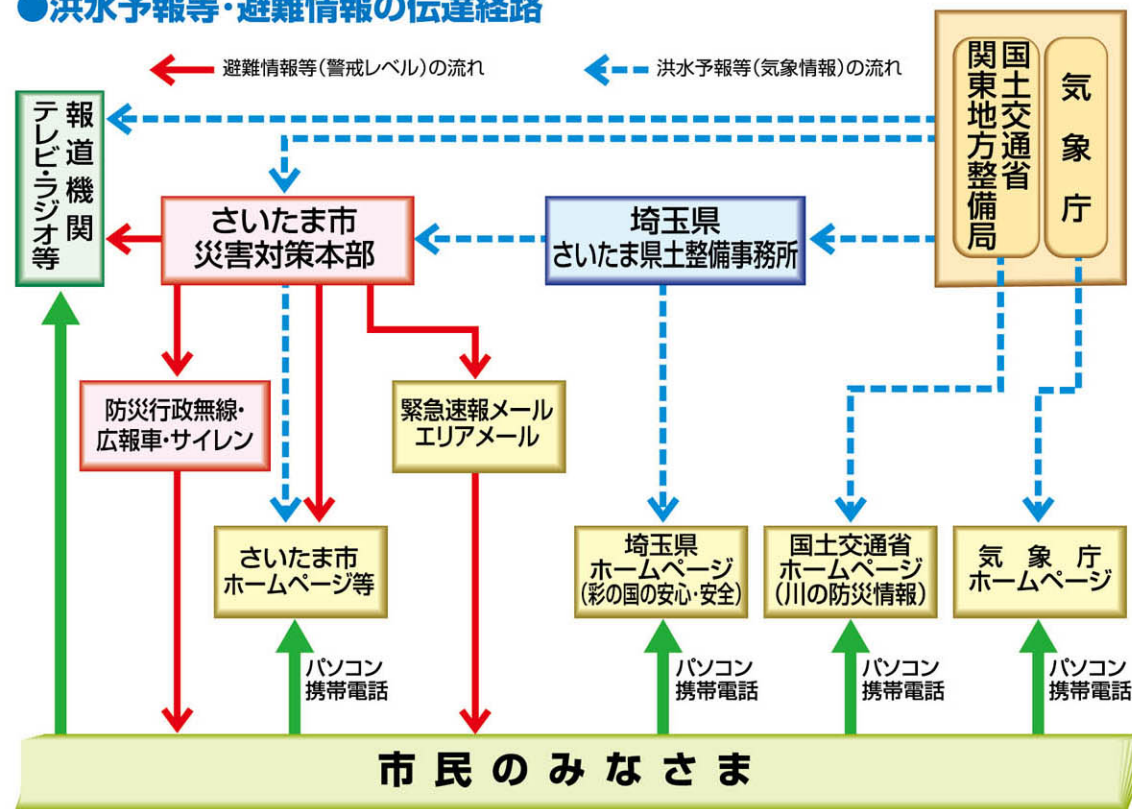 ●洪水予報等・避難情報の伝達経路
避難情報等(警戒レベル)の流れ
洪水予報等(気象情報)の流れ
報道機関
テレビ・ラジオ等
国土交通省
関東地方整備局
気象庁
さいたま市
災害対策本部
埼玉県
さいたま県土整備事務所
防災行政無線・
広報車・サイレン
緊急速報メール
エリアメール
さいたま市
ホームページ等
埼玉県
ホームページ
(彩の国の安心・安全)
国土交通省
ホームページ
(川の防災情報)
気象庁
ホームページ
パソコン
携帯電話
パソコン
携帯電話
パソコン
携帯電話
パソコン
携帯電話
市民のみなさま